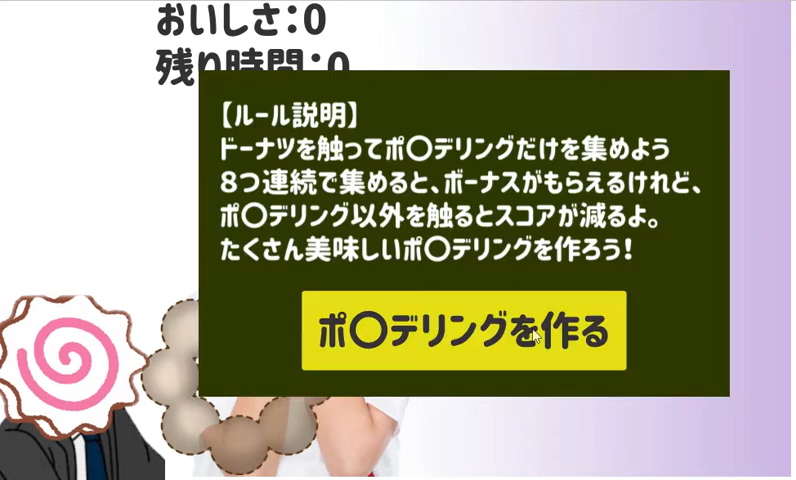 おいしさ:0
残り時間:0
【ルール説明】
ドーナツを触ってポ〇デリングだけを集めよう
8つ連続で集めると、ボーナスがもらえるけれど、
ポ〇デリング以外を触るとスコアが減るよ。
たくさん美味しいポ〇デリングを作ろう!
ポ〇デリングを作る